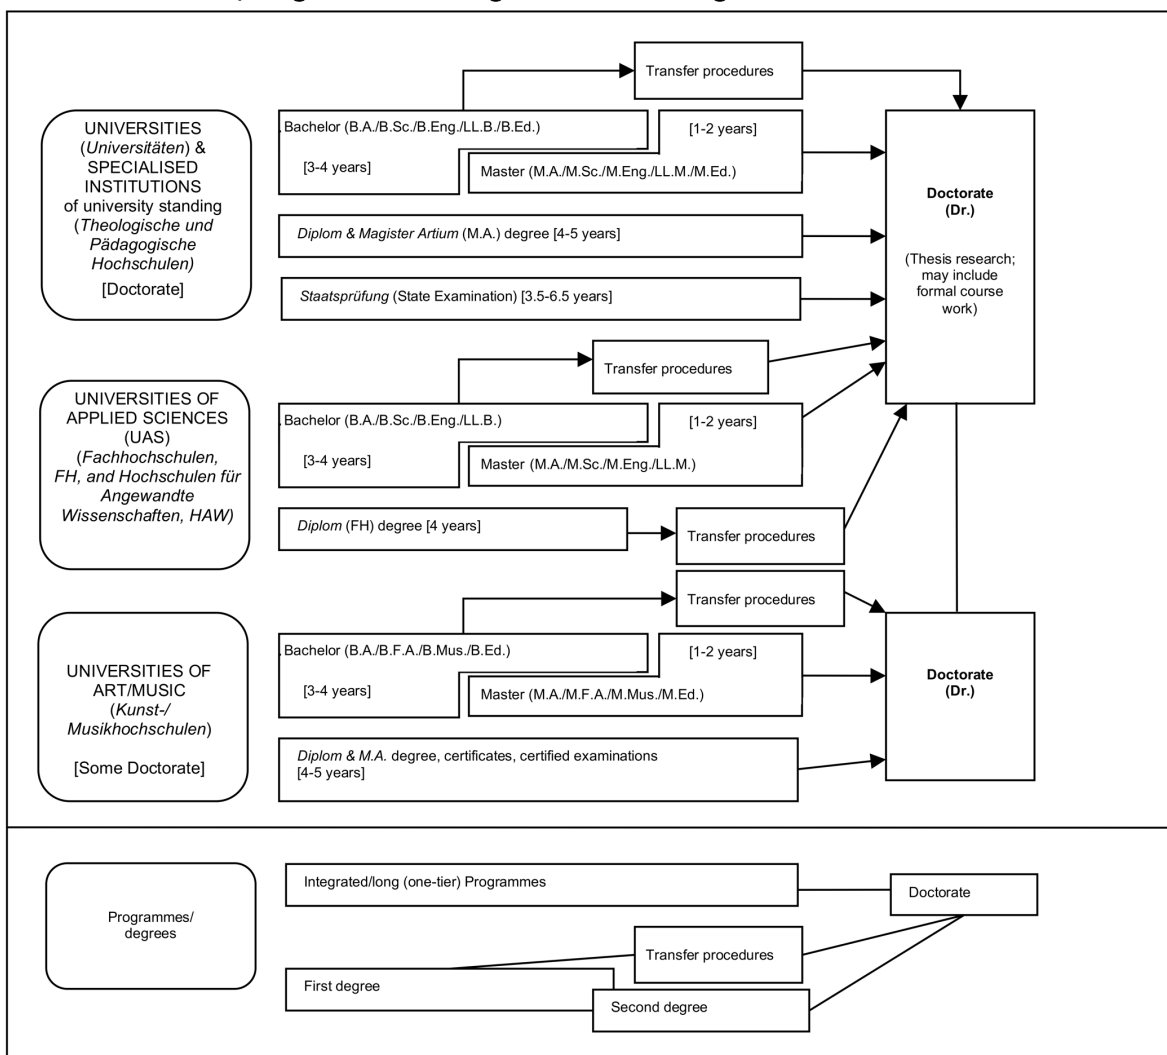 Transfer procedures
UNIVERSITIES
(Universitäten) &
SPECIALISED
INSTITUTIONS
of university standing
(Theologische und
Pädagogische
Hochschulen)
[Doctorate]
Bachelor (B.A./B.Sc./B.Eng./LL.B./B.Ed.)
[3-4 years]
[1-2 years]
Master (M.A./M.Sc./M.Eng./LL.M./M.Ed.)
Diplom & Magister Artium (M.A.) degree [4-5 years]
Staatsprüfung (State Examination) [3.5-6.5 years]
Doctorate
(Dr.)
(Thesis research;
may include
formal course
work)
Transfer procedures
UNIVERSITIES OF
APPLIED SCIENCES
(UAS)
(Fachhochschulen,
FH, and Hochschulen für
Angewandte
Wissenschaften, HAW)
Bachelor (B.A./B.Sc./B.Eng./LL.B.)
[3-4 years]
[1-2 years]
Master (M.A./M.Sc./M.Eng./LL.M.)
Diplom (FH) degree [4 years]
Transfer procedures
Transfer procedures
UNIVERSITIES OF
ART/MUSIC
(Kunst-/
Musikhochschulen)
[Some Doctorate]
Bachelor (B.A./B.F.A./B.Mus./B.Ed.)
[3-4 years]
[1-2 years]
Master (M.A./M.F.A./M.Mus./M.Ed.)
Diplom & M.A. degree, certificates, certified examinations
[4-5 years]
Doctorate
(Dr.)
Programmes/
degrees
Integrated/long (one-tier) Programmes
Doctorate
Transfer procedures
First degree
Second degree